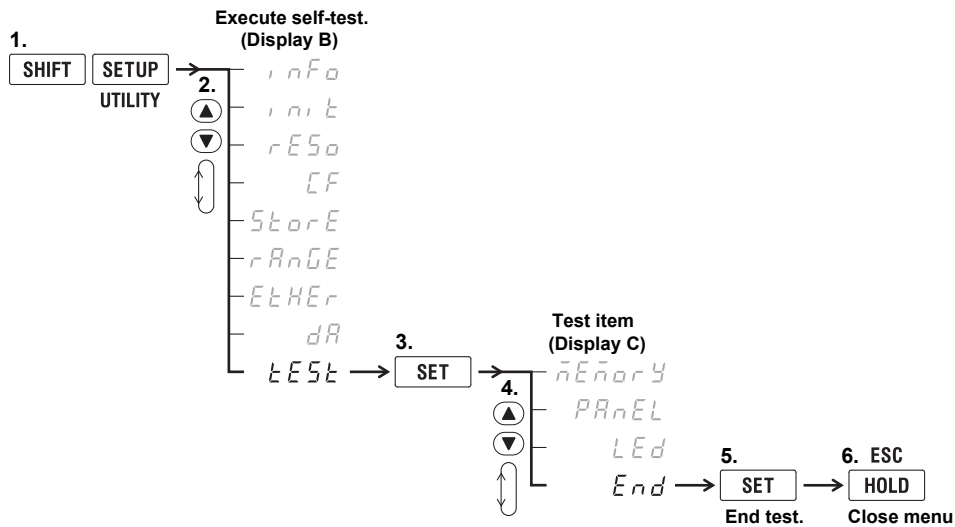 Execute self-test.
(Display B)
1.
SHIFT SETUP
UTILITY
2.
inFo
init
rESo
CF
StorE
rAnGE
EtHEr
dA
tESt
3.
SET
Test item
(Display C)
4.
mEmorY
PAnEL
LEd
End
5.
SET
End test.
6. ESC
HOLD
Close menu